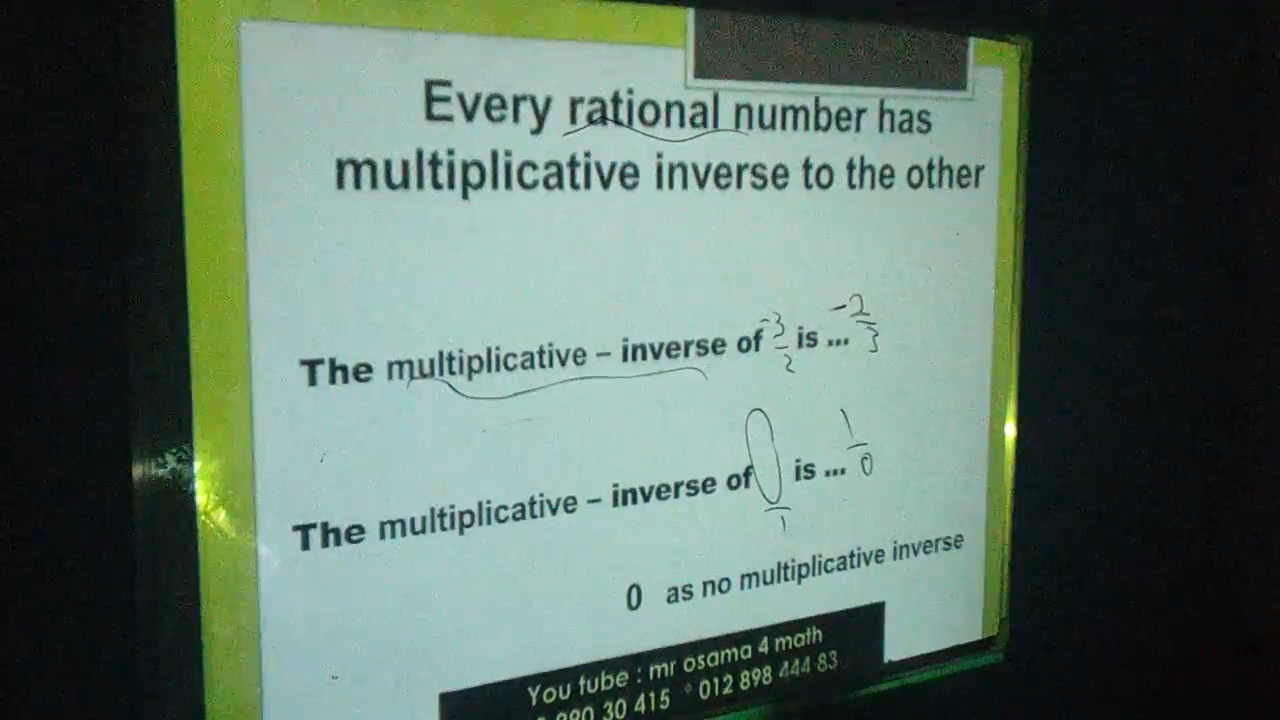 Every rational number has
multiplicative inverse to the other
The multiplicative – inverse of -3/2 is ... -2/3
The multiplicative – inverse of 0/1 is ... 1/0
0 as no multiplicative inverse
You tube : mr osama 4 math
30 415 * 012 898 444 83